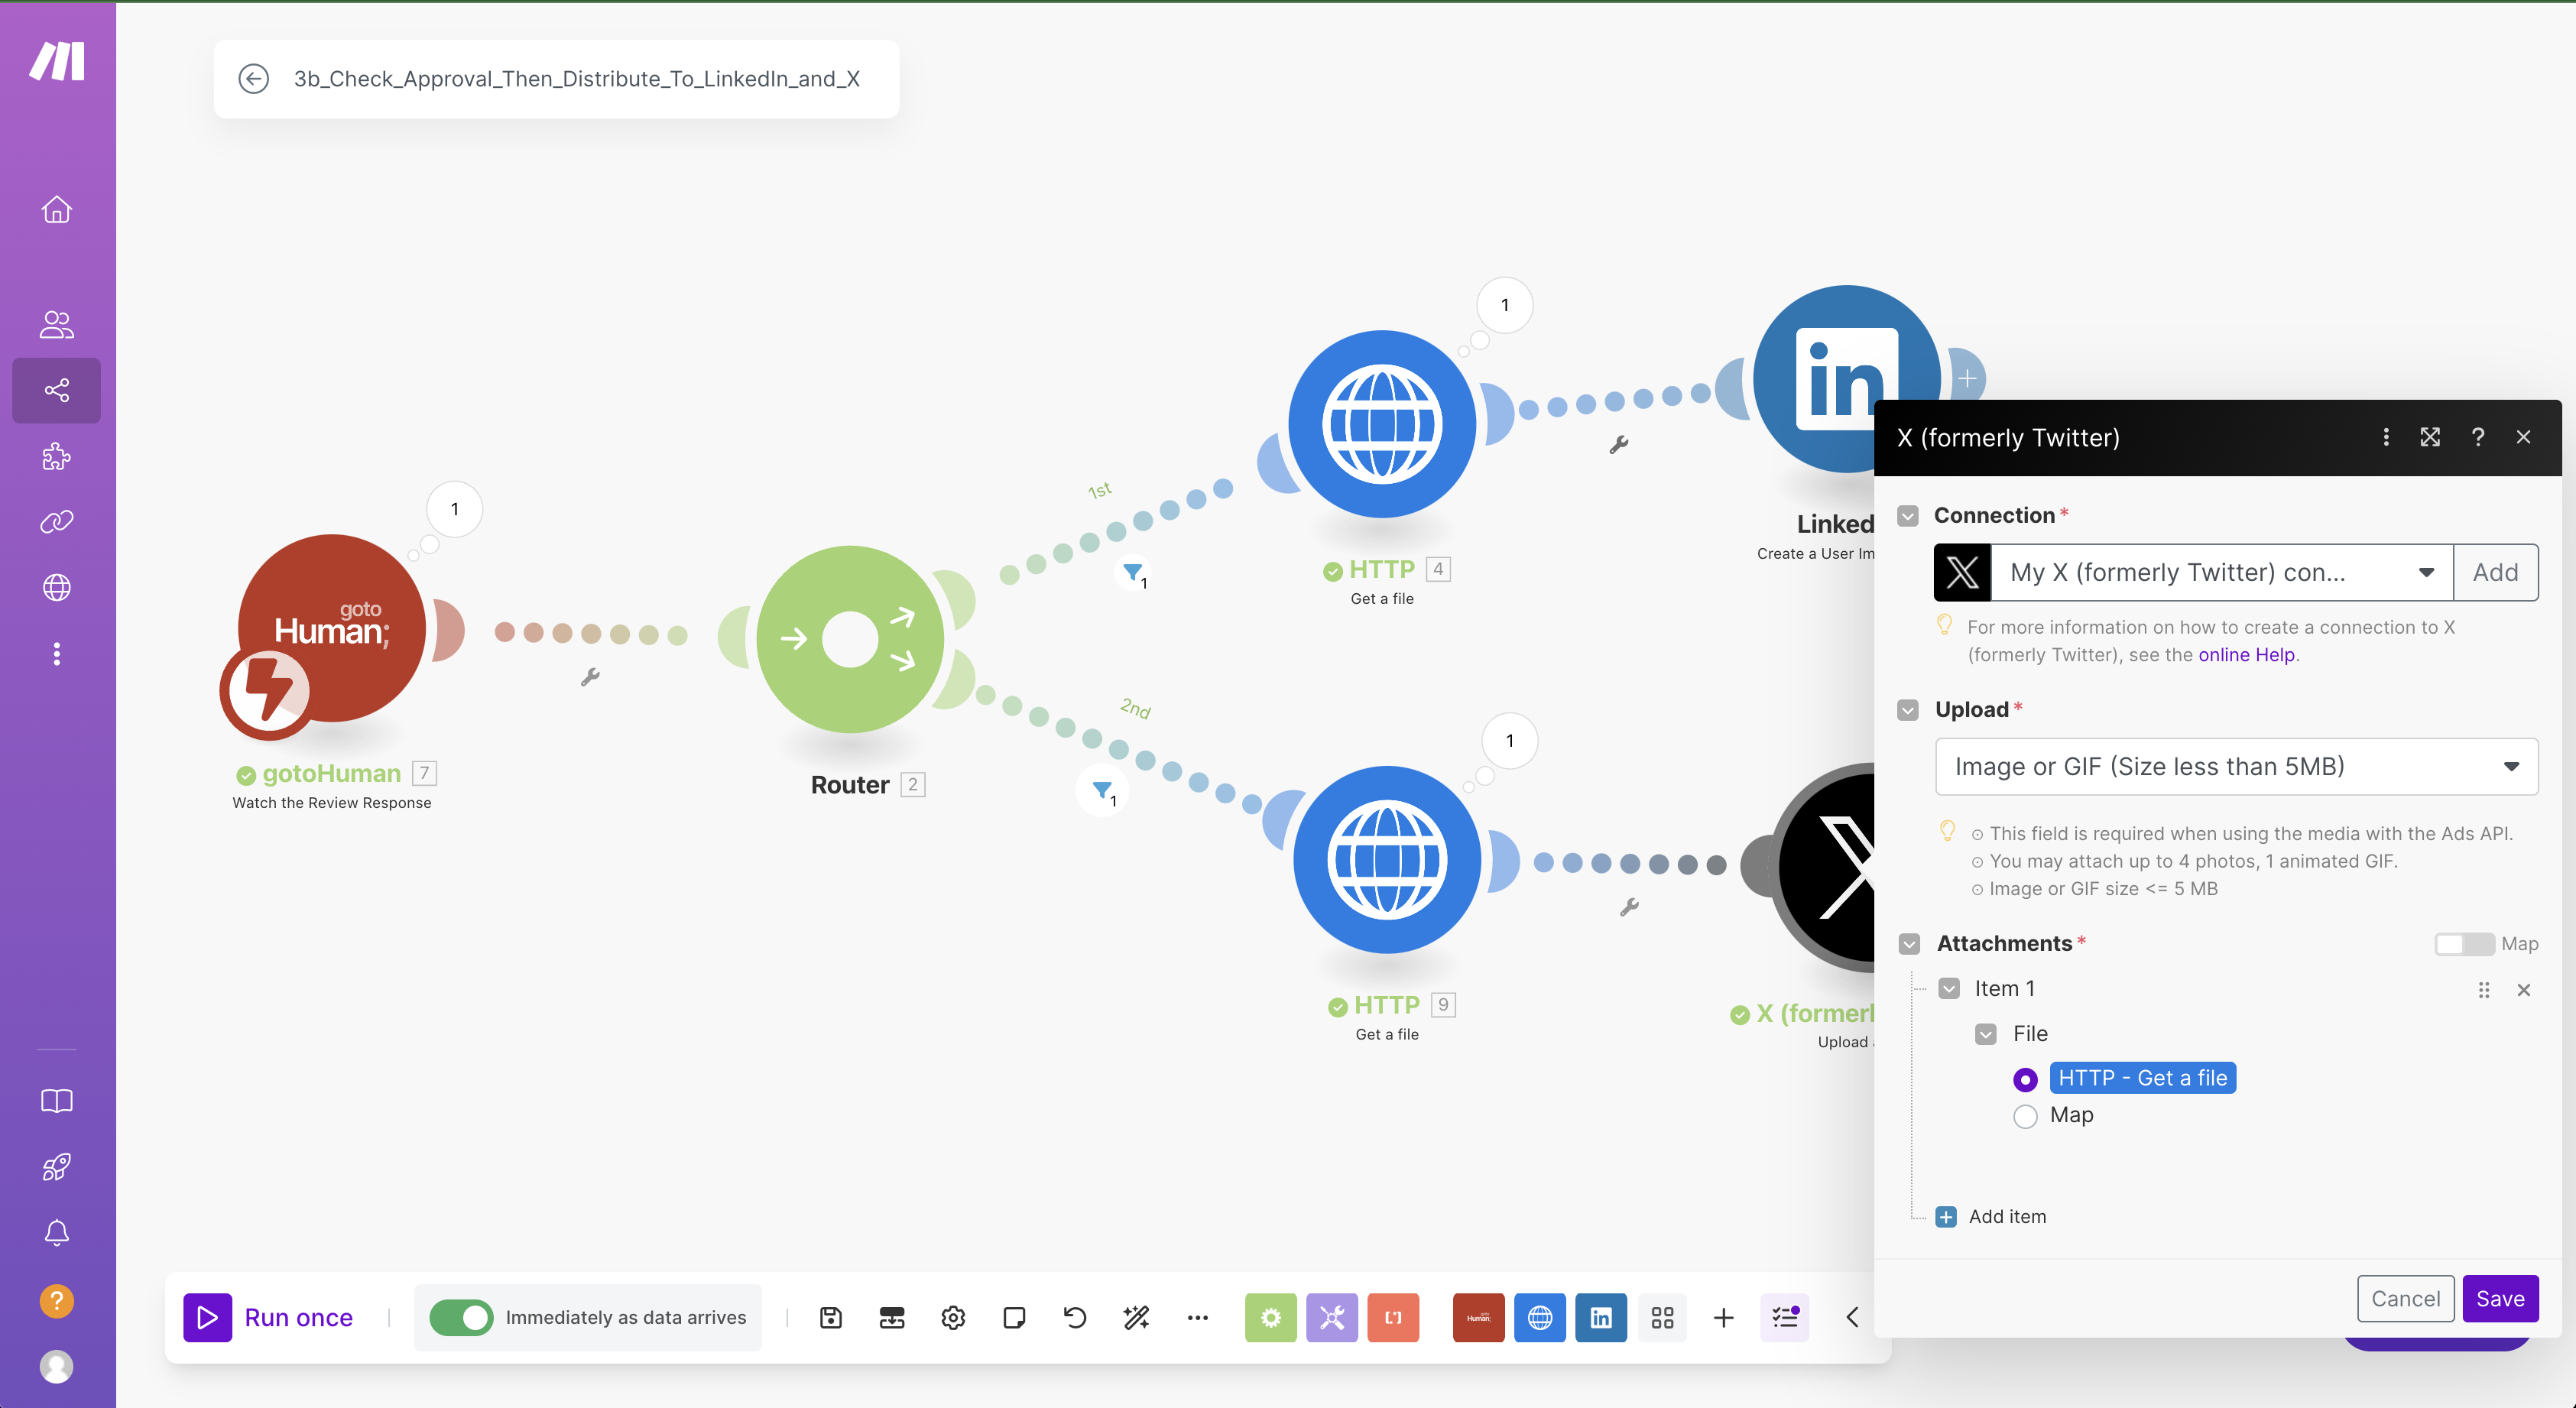 3b_Check_Approval_Then_Distribute_To_LinkedIn_and_X
1
goto
Human;
gotoHuman 7
Watch the Review Response
Router 2
1st
1
2nd
1
1
HTTP 4
Get a file
1
HTTP 9
Get a file
in
Linked
Create a User Im
X (formerl
Upload
X (formerly Twitter)
?
Connection *
My X (formerly Twitter) con...
Add
For more information on how to create a connection to X
(formerly Twitter), see the online Help.
Upload *
Image or GIF (Size less than 5MB)
This field is required when using the media with the Ads API.
You may attach up to 4 photos, 1 animated GIF.
Image or GIF size <= 5 MB
Attachments *
Map
Item 1
File
HTTP - Get a file
Map
Add item
Cancel
Save
Run once
Immediately as data arrives
goto
Human;
in
?